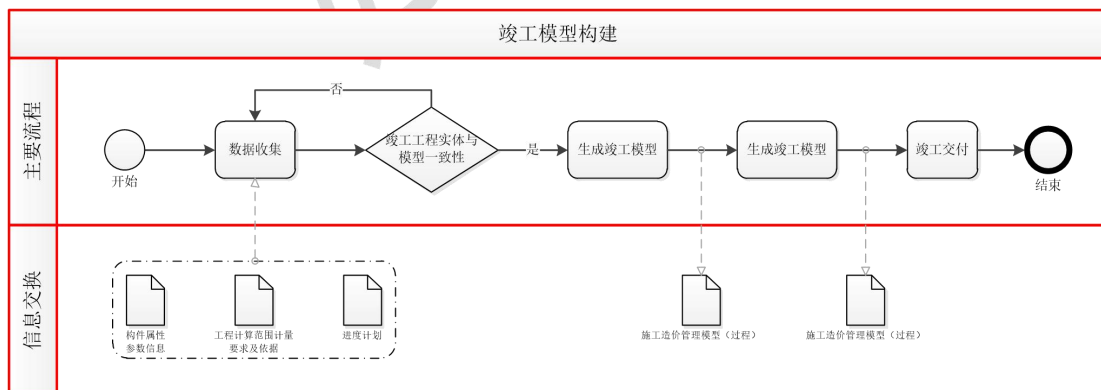 竣工模型构建
主要流程
否
开始
数据收集
竣工工程实体与
模型一致性
是
生成竣工模型
生成竣工模型
竣工交付
结束
信息交换
构件属性
参数信息
工程计算范围计量
要求及依据
进度计划
施工造价管理模型（过程）
施工造价管理模型（过程）